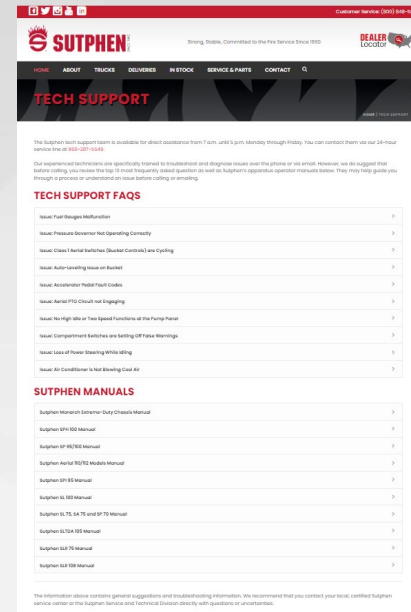 Customer Service: (800) 848-
SUTPHEN
Strong, Stable, Committed to the Fire Service Since 1890
DEALER
Locator
HOME ABOUT TRUCKS DELIVERIES IN STOCK SERVICE & PARTS CONTACT
TECH SUPPORT
HOME | TECH SUPPORT
The Sutphen tech support team is available for direct assistance from 7 a.m. until 5 p.m. Monday through Friday. You can contact them via our 24-hour
service line at
Our experienced technicians are specifically trained to troubleshoot and diagnose issues over the phone or via email. However, we do suggest that
before calling, you review the top 10 most frequently asked question as well as Sutphen's apparatus operator manuals below. They may help guide you
through a process or understand an issue before calling or emailing.
TECH SUPPORT FAQS
Issue: Fuel Gauges Malfunction
Issue: Pressure Governor Not Operating Correctly
Issue: Class 1 Aerial Switches (Bucket Controls) are Cycling
Issue: Auto-Leveling Issue on Bucket
Issue: Accelerator Pedal Fault Codes
Issue: Aerial PTO Circuit not Engaging
Issue: No High Idle or Two Speed Functions at the Pump Panel
Issue: Compartment Switches are Setting Off False Warnings
Issue: Loss of Power Steering While Idling
Issue: Air Conditioner is Not Blowing Cool Air
SUTPHEN MANUALS
Sutphen Monarch Extreme-Duty Chassis Manual
Sutphen SPH 100 Manual
Sutphen SP 95/100 Manual
Sutphen Aerial 110/112 Models Manual
Sutphen SPI 95 Manual
Sutphen SL 100 Manual
Sutphen SL 75, SA 75 and SP 70 Manual
Sutphen SLTDA 105 Manual
Sutphen SLR 75 Manual
Sutphen SLR 108 Manual
The information above contains general suggestions and troubleshooting information. We recommend that you contact your local, certified Sutphen
service center or the Sutphen Service and Technical Division directly with questions or uncertainties.